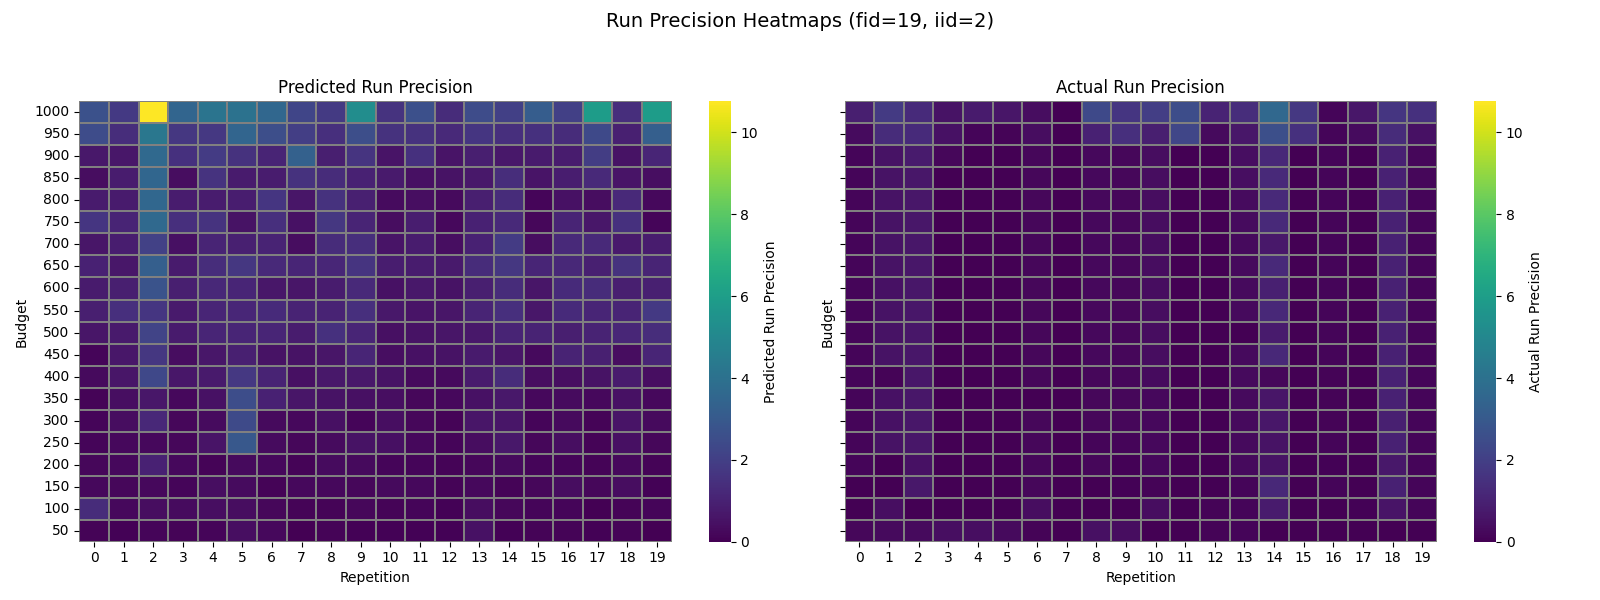 Run Precision Heatmaps (fid=19, iid=2)
Predicted Run Precision
Budget
1000
950
900
850
800
750
700
650
600
550
500
450
400
350
300
250
200
150
100
50
0 1 2 3 4 5 6 7 8 9 10 11 12 13 14 15 16 17 18 19
Repetition
10
8
6
4
2
0
Predicted Run Precision
Actual Run Precision
Budget
0 1 2 3 4 5 6 7 8 9 10 11 12 13 14 15 16 17 18 19
Repetition
10
8
6
4
2
0
Actual Run Precision